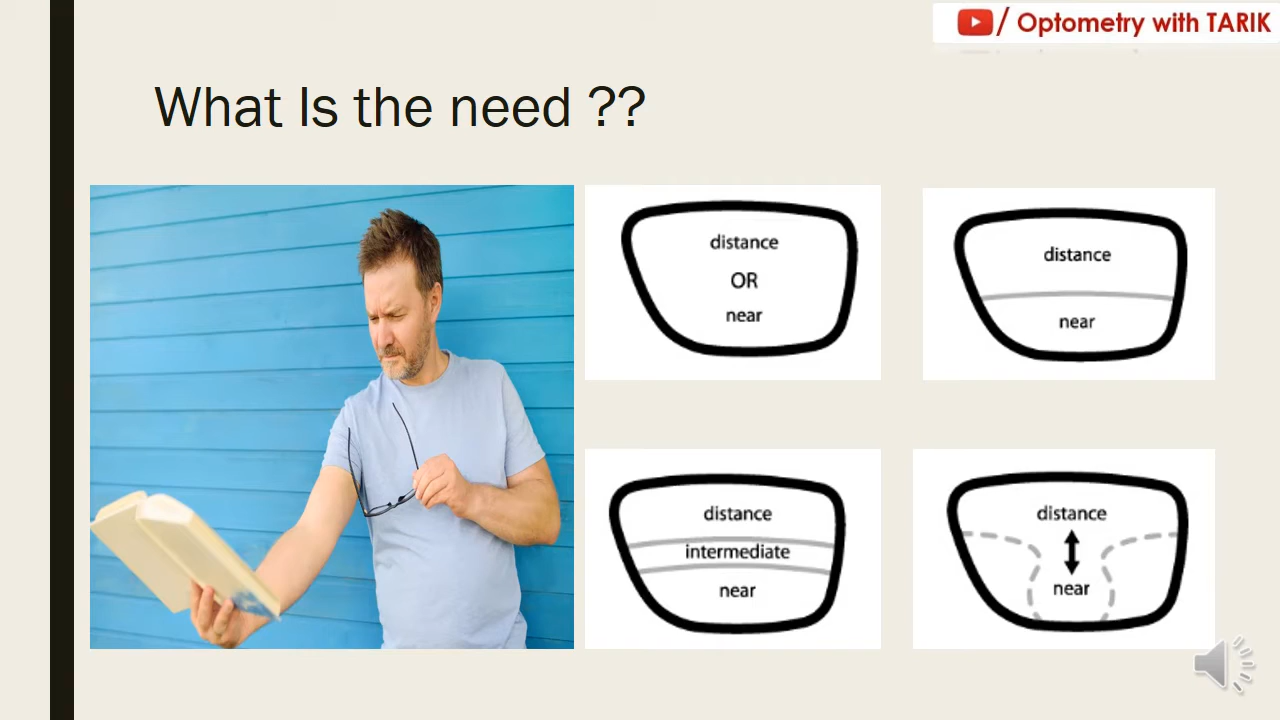 / Optometry with TARIK
What Is the need ??
distance
OR
near
distance
near
distance
intermediate
near
distance
near